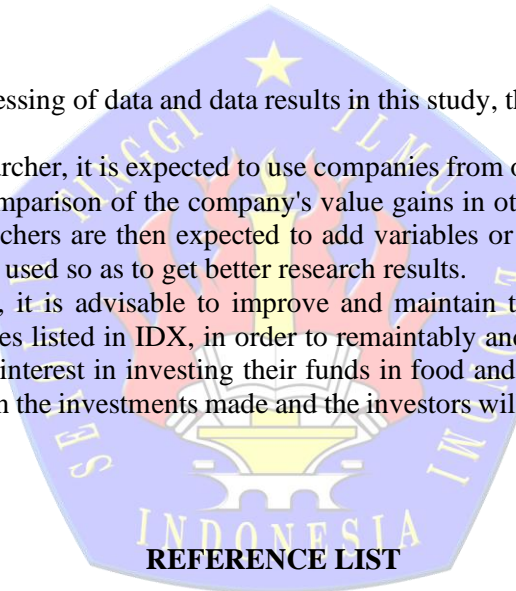 essing of data and data results in this study, th
rcher, it is expected to use companies from o
mparison of the company's value gains in ot
chers are then expected to add variables or
used so as to get better research results.
, it is advisable to improve and maintain t
es listed in IDX, in order to remaintably and
interest in investing their funds in food and
n the investments made and the investors wil
REFERENCE LIST
SEKOLAH TINGGI ILMU EKONOMI
INDONESIA